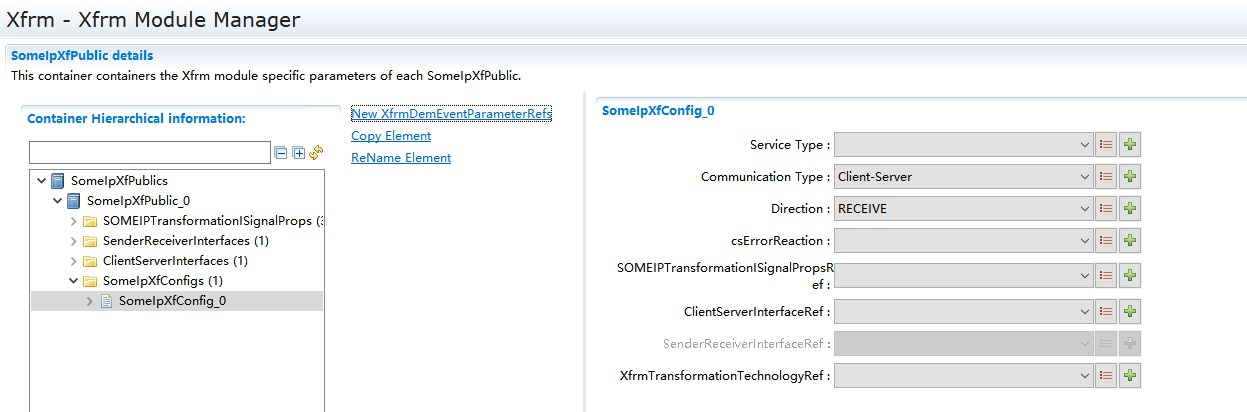 Xfrm - Xfrm Module Manager
SomeIpXfPublic details
This container containers the Xfrm module specific parameters of each SomeIpXfPublic.
Container Hierarchical information:
SomeIpXfPublics
SomeIpXfPublic_0
SOMEIPTransformationISignalProps (3
SenderReceiverInterfaces (1)
ClientServerInterfaces (1)
SomeIpXfConfigs (1)
SomeIpXfConfig_0
New XfrmDemEventParameterRefs
Copy Element
ReName Element
SomeIpXfConfig_0
Service Type :
Communication Type : Client-Server
Direction : RECEIVE
csErrorReaction :
SOMEIPTransformationISignalPropsR
ef :
ClientServerInterfaceRef :
SenderReceiverInterfaceRef :
XfrmTransformationTechnologyRef :